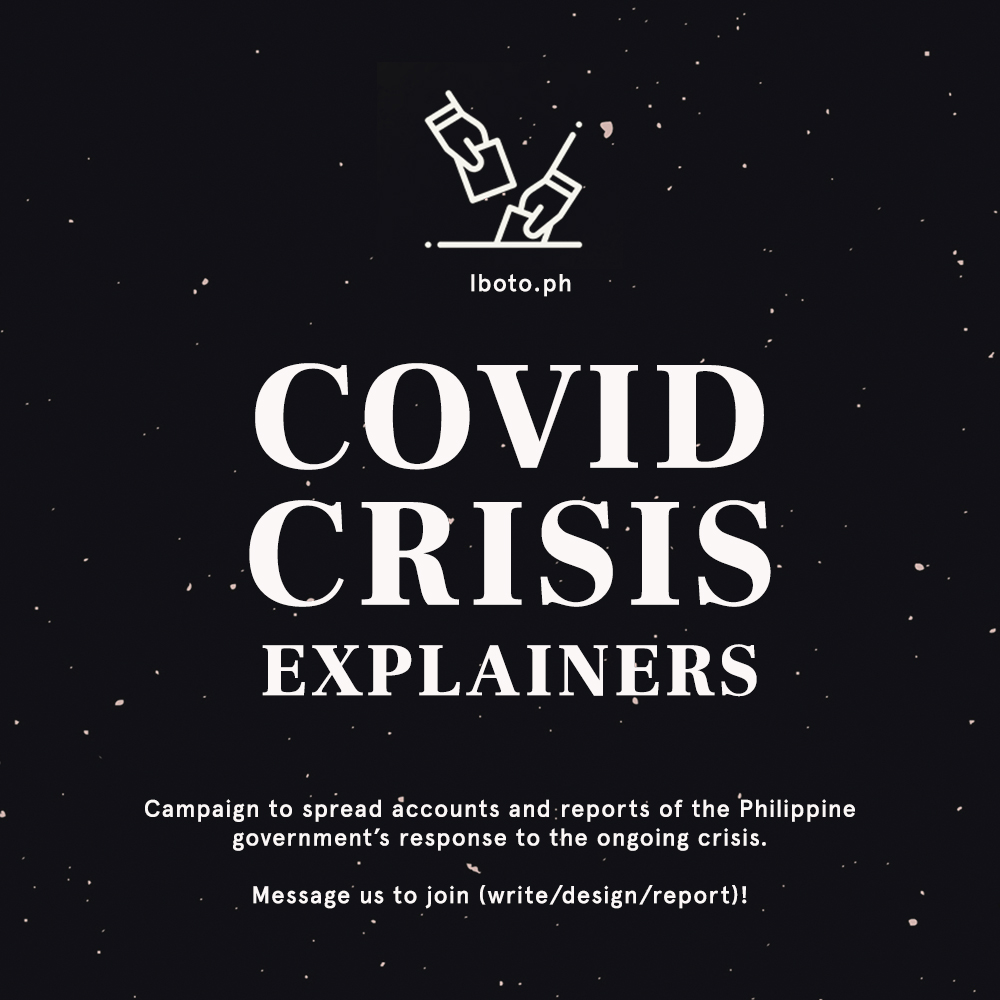 Iboto.ph
COVID
CRISIS
EXPLAINERS
Campaign to spread accounts and reports of the Philippine
government’s response to the ongoing crisis.
Message us to join (write/design/report)!